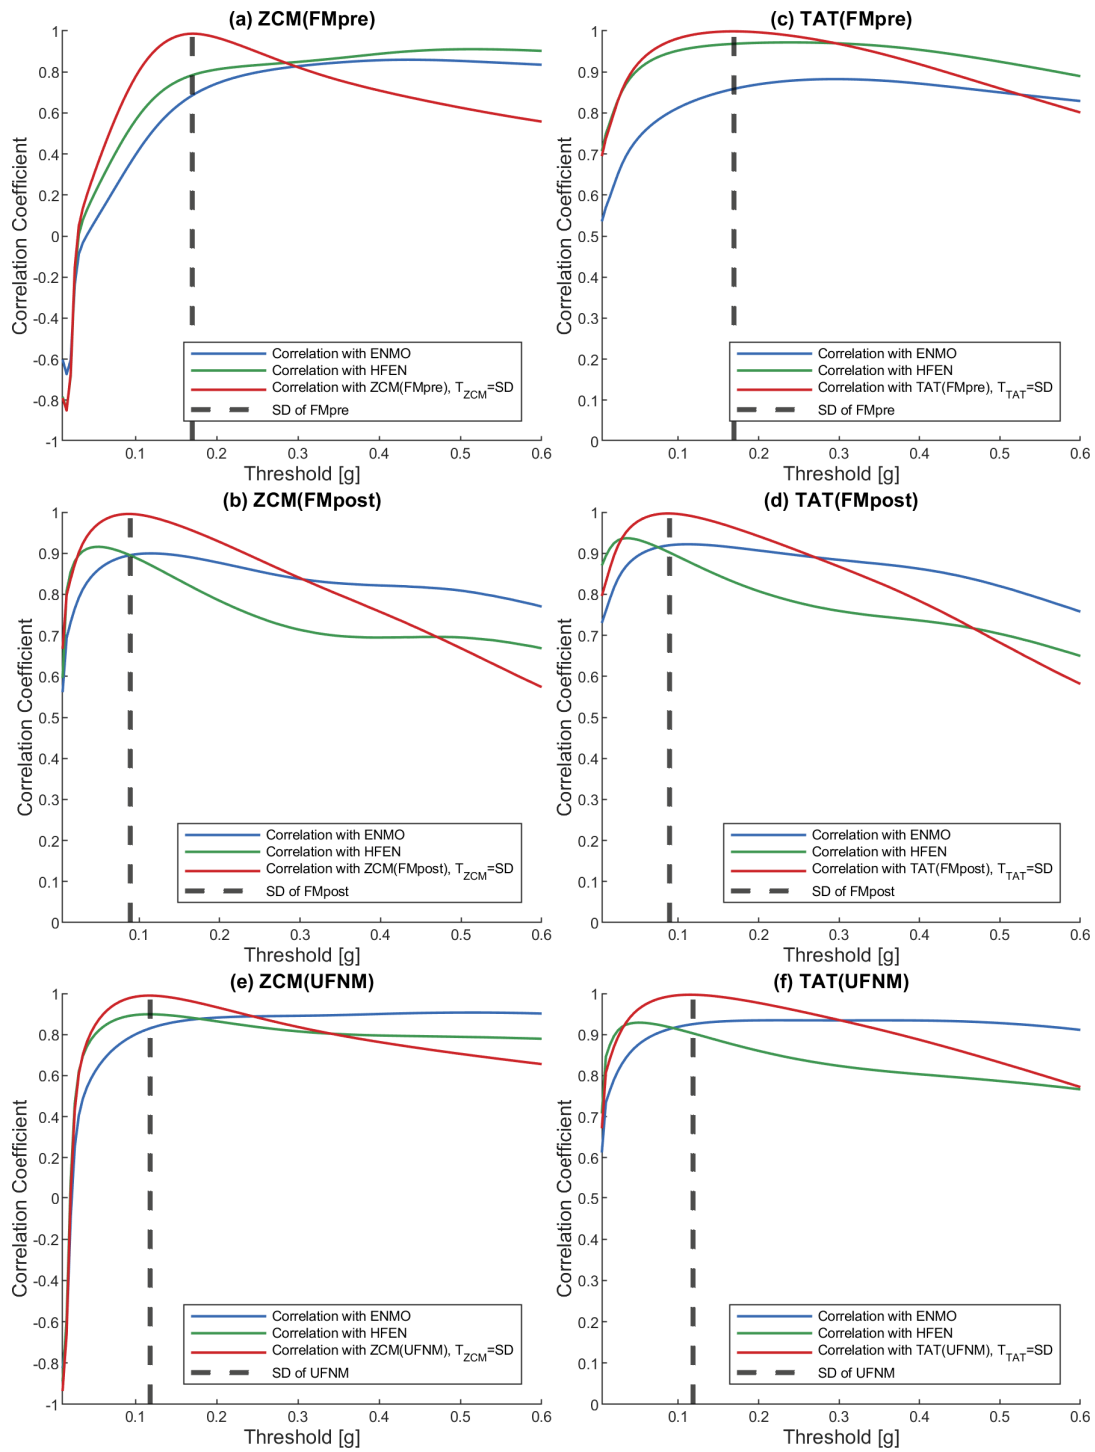 (a) ZCM(FMpre)
Correlation Coefficient
1
0.8
0.6
0.4
0.2
0
-0.2
-0.4
-0.6
-0.8
-1
Correlation with ENMO
Correlation with HFEN
Correlation with ZCM(FMpre), TZCM=SD
SD of FMpre
0.1 0.2 0.3 0.4 0.5 0.6
Threshold [g]
(c) TAT(FMpre)
Correlation Coefficient
1
0.9
0.8
0.7
0.6
0.5
0.4
0.3
0.2
0.1
0
Correlation with ENMO
Correlation with HFEN
Correlation with TAT(FMpre), TTAT=SD
SD of FMpre
0.1 0.2 0.3 0.4 0.5 0.6
Threshold [g]
(b) ZCM(FMpost)
Correlation Coefficient
1
0.9
0.8
0.7
0.6
0.5
0.4
0.3
0.2
0.1
0
Correlation with ENMO
Correlation with HFEN
Correlation with ZCM(FMpost), TZCM=SD
SD of FMpost
0.1 0.2 0.3 0.4 0.5 0.6
Threshold [g]
(d) TAT(FMpost)
Correlation Coefficient
1
0.9
0.8
0.7
0.6
0.5
0.4
0.3
0.2
0.1
0
Correlation with ENMO
Correlation with HFEN
Correlation with TAT(FMpost), TTAT=SD
SD of FMpost
0.1 0.2 0.3 0.4 0.5 0.6
Threshold [g]
(e) ZCM(UFNM)
Correlation Coefficient
1
0.8
0.6
0.4
0.2
0
-0.2
-0.4
-0.6
-0.8
-1
Correlation with ENMO
Correlation with HFEN
Correlation with ZCM(UFNM), TZCM=SD
SD of UFNM
0.1 0.2 0.3 0.4 0.5 0.6
Threshold [g]
(f) TAT(UFNM)
Correlation Coefficient
1
0.9
0.8
0.7
0.6
0.5
0.4
0.3
0.2
0.1
0
Correlation with ENMO
Correlation with HFEN
Correlation with TAT(UFNM), TTAT=SD
SD of UFNM
0.1 0.2 0.3 0.4 0.5 0.6
Threshold [g]